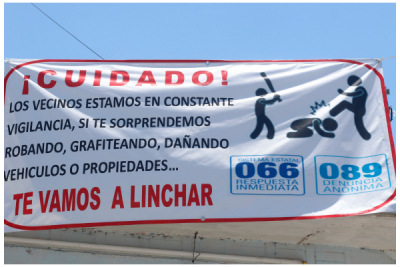 ¡CUIDADO!
LOS VECINOS ESTAMOS EN CONSTANTE
VIGILANCIA, SI TE SORPRENDEMOS
ROBANDO, GRAFITEANDO, DAÑANDO
VEHICULOS O PROPIEDADES...
TE VAMOS A LINCHAR
SISTEMA ESTATAL
066
RESPUESTA
INMEDIATA
089
DENUNCIA
ANÓNIMA